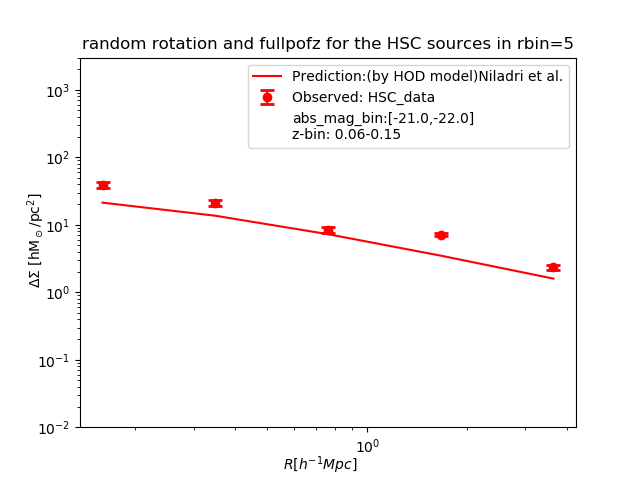 random rotation and fullpofz for the HSC sources in rbin=5
Prediction:(by HOD model)Niladri et al.
Observed: HSC_data
abs_mag_bin:[-21.0,-22.0]
z-bin: 0.06-0.15
ΔΣ [hM⊙/pc²]
10³
10²
10¹
10⁰
10⁻¹
10⁻²
10⁰
R[h⁻¹Mpc]